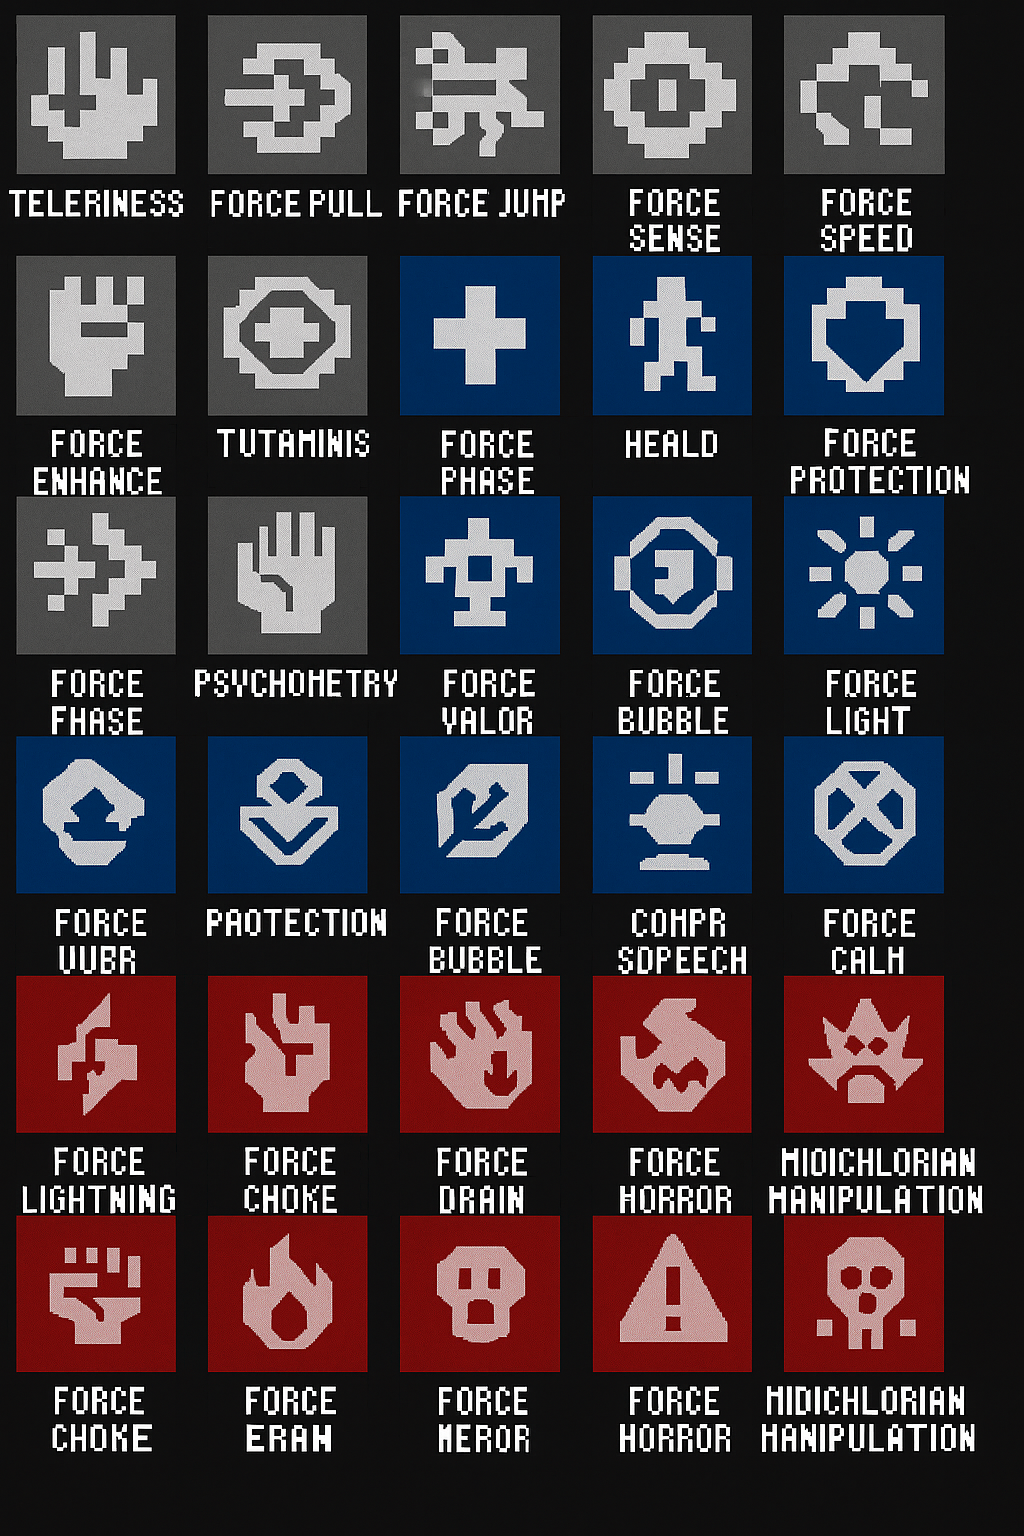 TELERINESS FORCE PULL FORCE JUMP FORCE FORCE
SENSE SPEED
FORCE TUTAMINIS FORCE HEALD FORCE
ENHANCE PHASE PROTECTION
FORCE PSYCHOMETRY FORCE FORCE FORCE
FHASE VALOR BUBBLE LIGHT
FORCE PAOTECTION FORCE COMPR FORCE
UUBR BUBBLE SDPEECH CALM
FORCE FORCE FORCE FORCE MIDICHLORIAN
LIGHTNING CHOKE DRAIN HORROR MANIPULATION
FORCE FORCE FORCE FORCE MIDICHLORIAN
CHOKE ERAW MEROR HORROR MANIPULATION